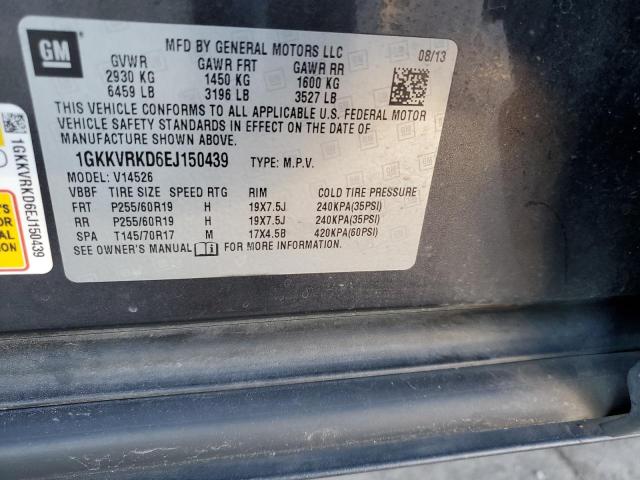 GM
MFD BY GENERAL MOTORS LLC
08/13
GVWR GAWR FRT GAWR RR
2930 KG 1450 KG 1600 KG
6459 LB 3196 LB 3527 LB
THIS VEHICLE CONFORMS TO ALL APPLICABLE U.S. FEDERAL MOTOR
VEHICLE SAFETY STANDARDS IN EFFECT ON THE DATE OF
MANUFACTURE SHOWN ABOVE.
1GKKVRKD6EJ150439 TYPE: M.P.V.
MODEL: V14526
VBBF TIRE SIZE SPEED RTG RIM COLD TIRE PRESSURE
FRT P255/60R19 H 19X7.5J 240KPA(35PSI)
RR P255/60R19 H 19X7.5J 240KPA(35PSI)
SPA T145/70R17 M 17X4.5B 420KPA(60PSI)
SEE OWNER'S MANUAL FOR MORE INFORMATION
1GKKVRKD6EJ150439